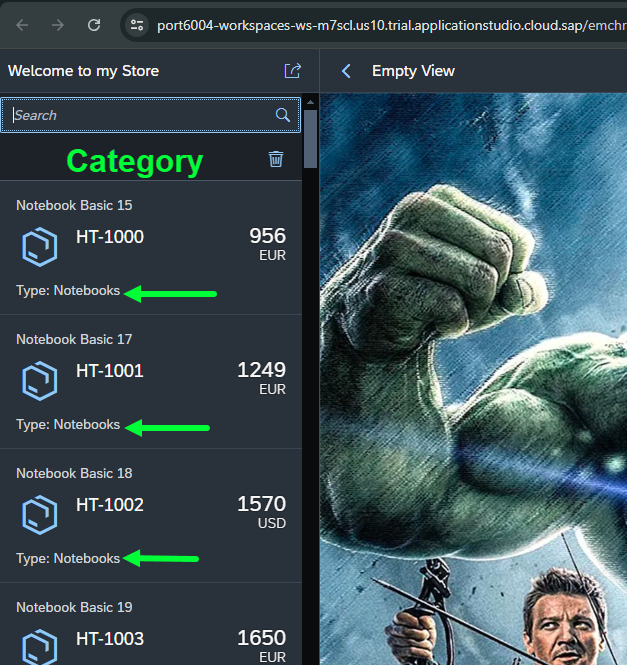 port6004-workspaces-ws-m7scl.us10.trial.applicationstudio.cloud.sap/emchr
Welcome to my Store
Empty View
Search
Category
Notebook Basic 15
HT-1000 956
EUR
Type: Notebooks
Notebook Basic 17
HT-1001 1249
EUR
Type: Notebooks
Notebook Basic 18
HT-1002 1570
USD
Type: Notebooks
Notebook Basic 19
HT-1003 1650
EUR